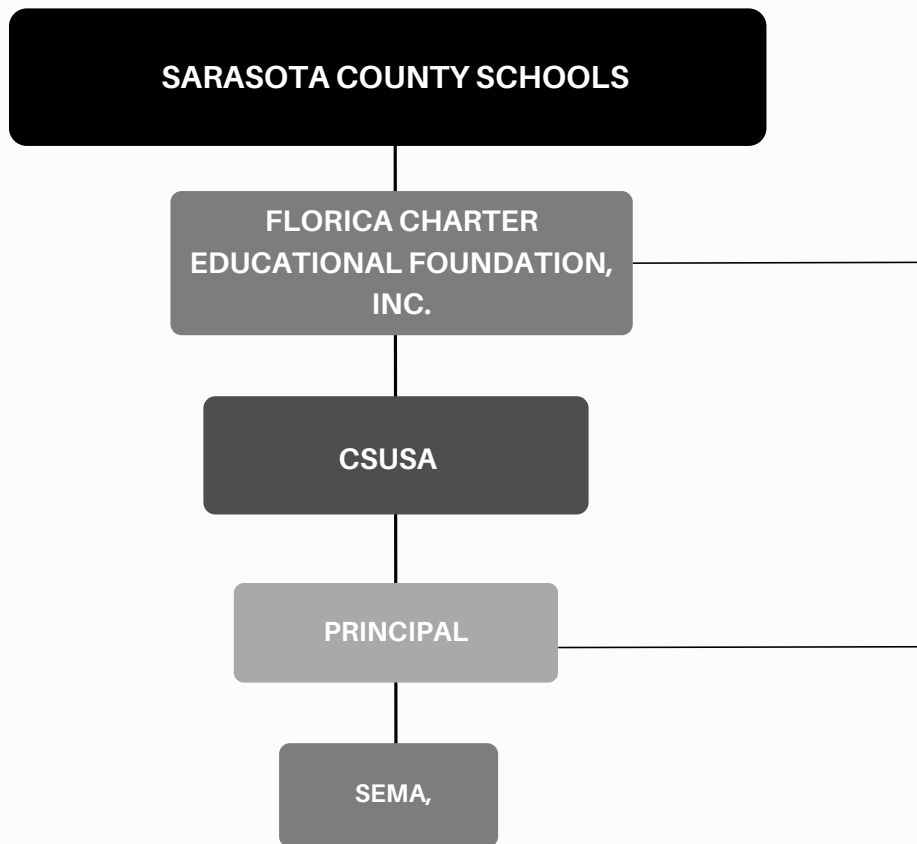 SARASOTA COUNTY SCHOOLS
FLORICA CHARTER
EDUCATIONAL FOUNDATION,
INC.
CSUSA
PRINCIPAL
SEMA,